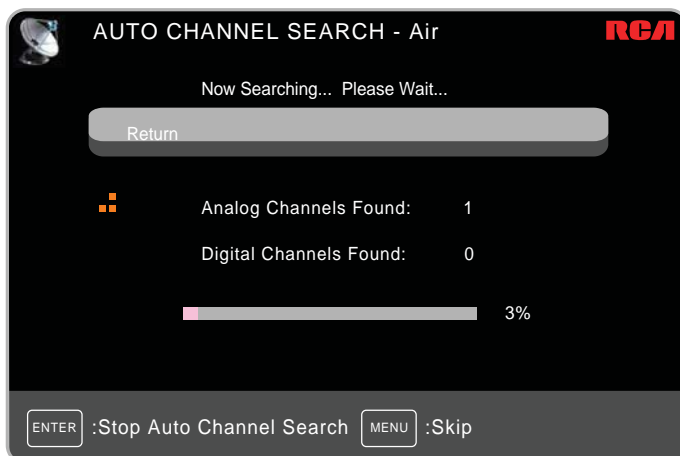 AUTO CHANNEL SEARCH - Air RCA
Now Searching... Please Wait...
Return
Analog Channels Found: 1
Digital Channels Found: 0
3%
ENTER :Stop Auto Channel Search MENU :Skip